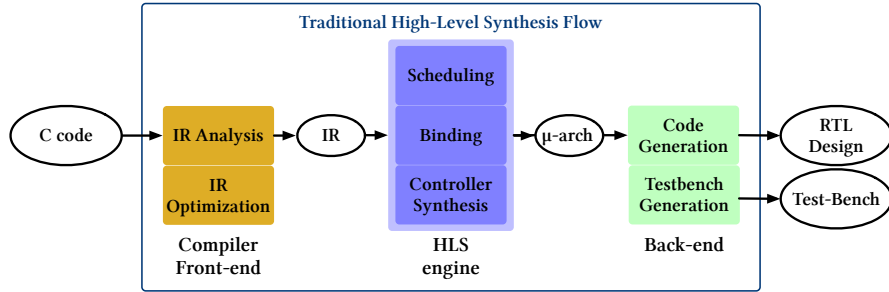 Traditional High-Level Synthesis Flow
C code
IR Analysis
IR
Optimization
Compiler
Front-end
IR
Scheduling
Binding
Controller
Synthesis
HLS
engine
μ-arch
Code
Generation
Testbench
Generation
Back-end
RTL
Design
Test-Bench